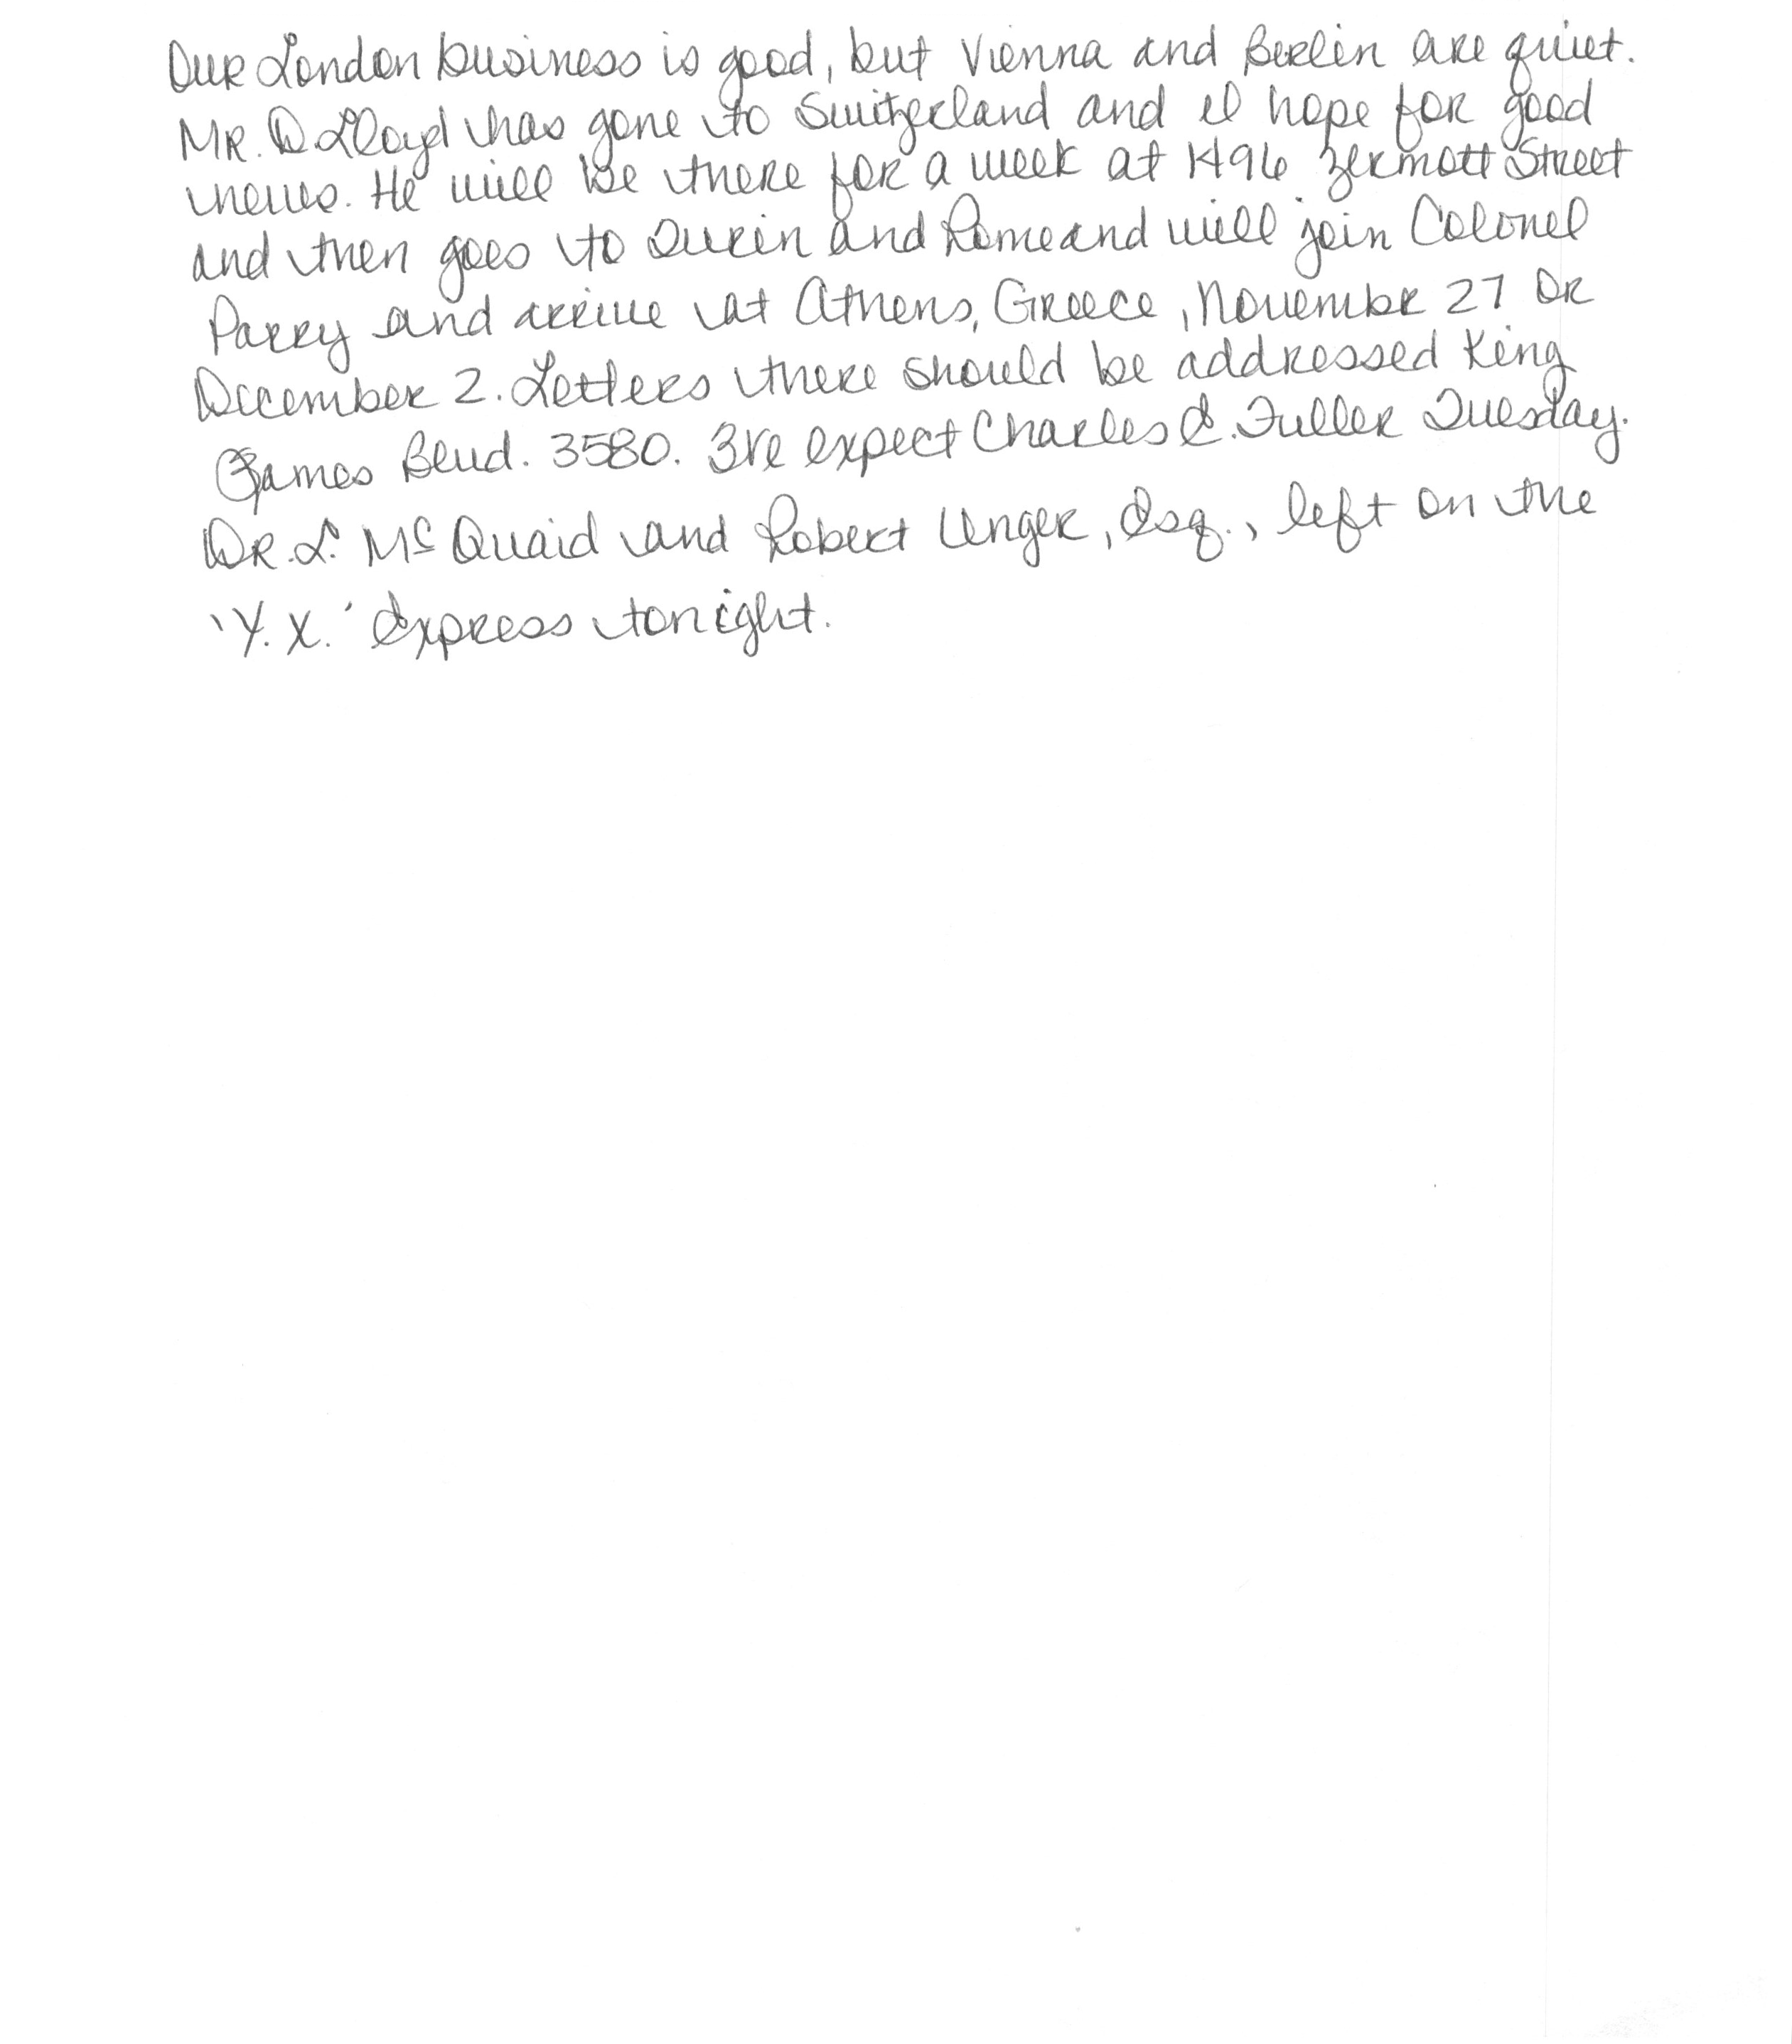 Our London business is good, but Vienna and Berlin are quiet.
Mr. D. Lloyd has gone to Switzerland and I hope for good
news. He will be there for a week at 1496 Zermott Street
and then goes to Turin and Rome and will join Colonel
Parry and arrive at Athens, Greece, November 27 or
December 2. Letters there should be addressed King
James Blvd. 3580. We expect Charles E. Fuller Tuesday.
Dr. L. McQuaid and Robert Unger, Esq., left on the
'Y.X.' Express tonight.